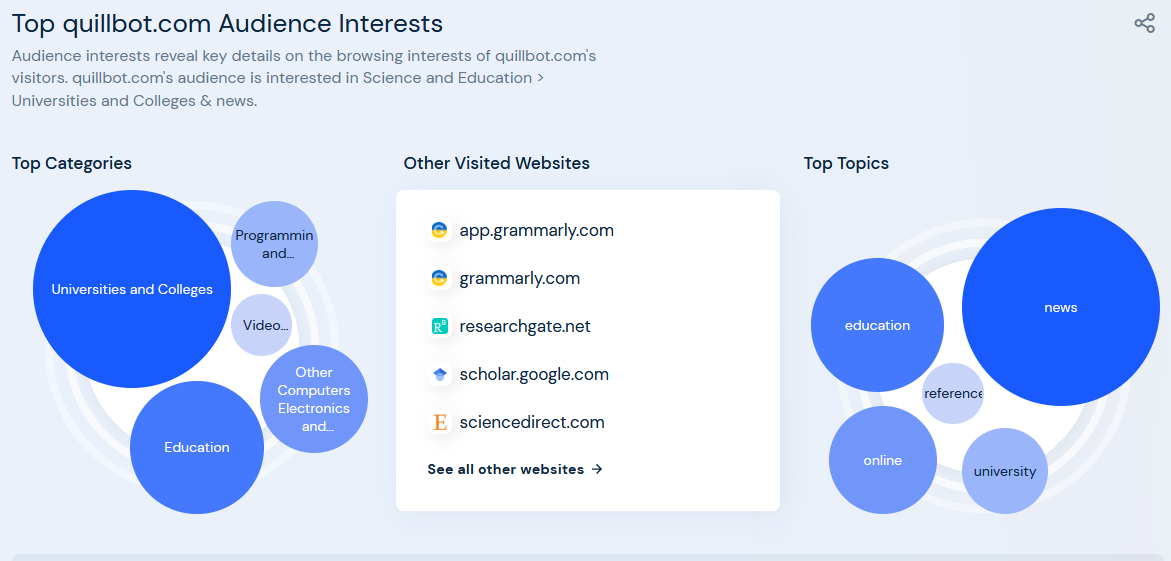 Top quillbot.com Audience Interests
Audience interests reveal key details on the browsing interests of quillbot.com's
visitors. quillbot.com's audience is interested in Science and Education >
Universities and Colleges & news.
Top Categories
Universities and Colleges
Programmin
and...
Video...
Other
Computers
Electronics
and...
Education
Other Visited Websites
app.grammarly.com
grammarly.com
researchgate.net
scholar.google.com
sciencedirect.com
See all other websites →
Top Topics
news
education
reference
online
university